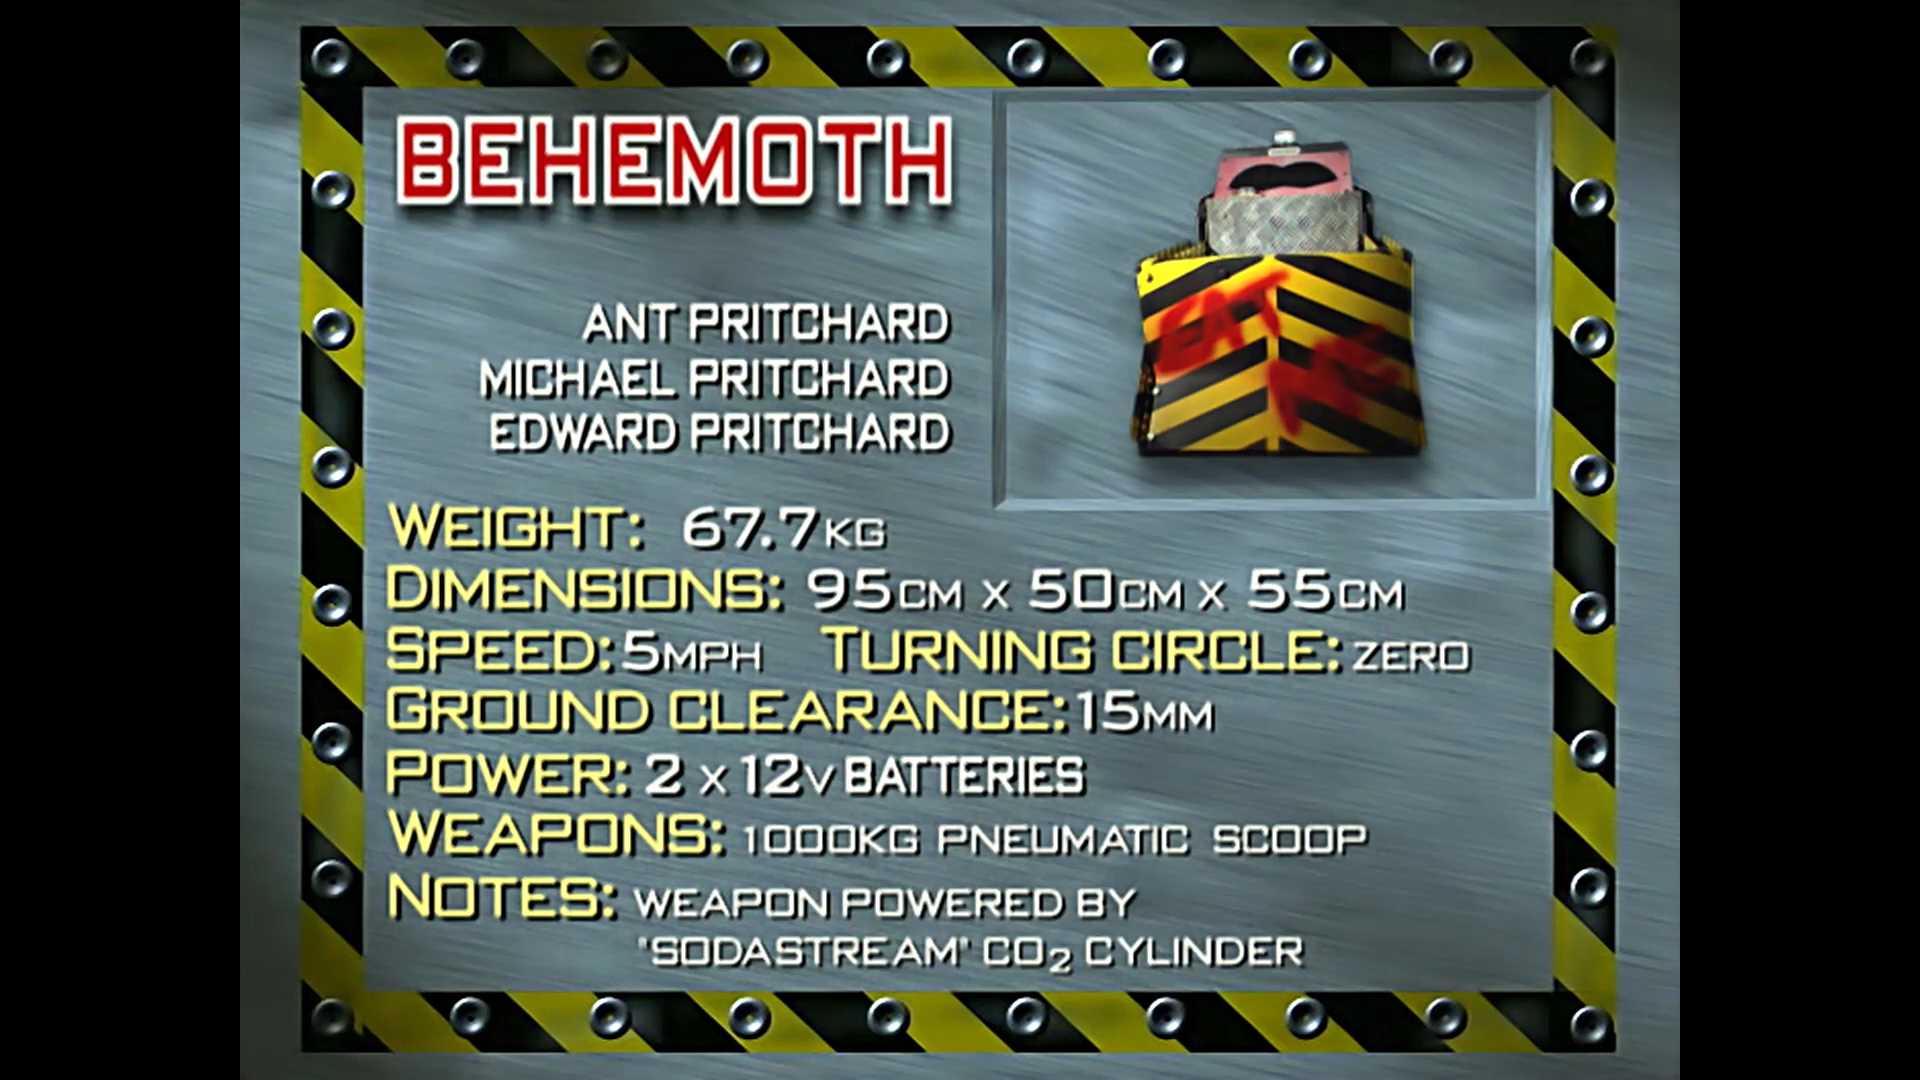 BEHEMOTH
ANT PRITCHARD
MICHAEL PRITCHARD
EDWARD PRITCHARD
EAT
WEIGHT: 67.7KG
DIMENSIONS: 95CM X 50CM X 55CM
SPEED: 5MPH TURNING CIRCLE: ZERO
GROUND CLEARANCE: 15MM
POWER: 2 X 12V BATTERIES
WEAPONS: 1000KG PNEUMATIC SCOOP
NOTES: WEAPON POWERED BY
'SODASTREAM' CO₂ CYLINDER